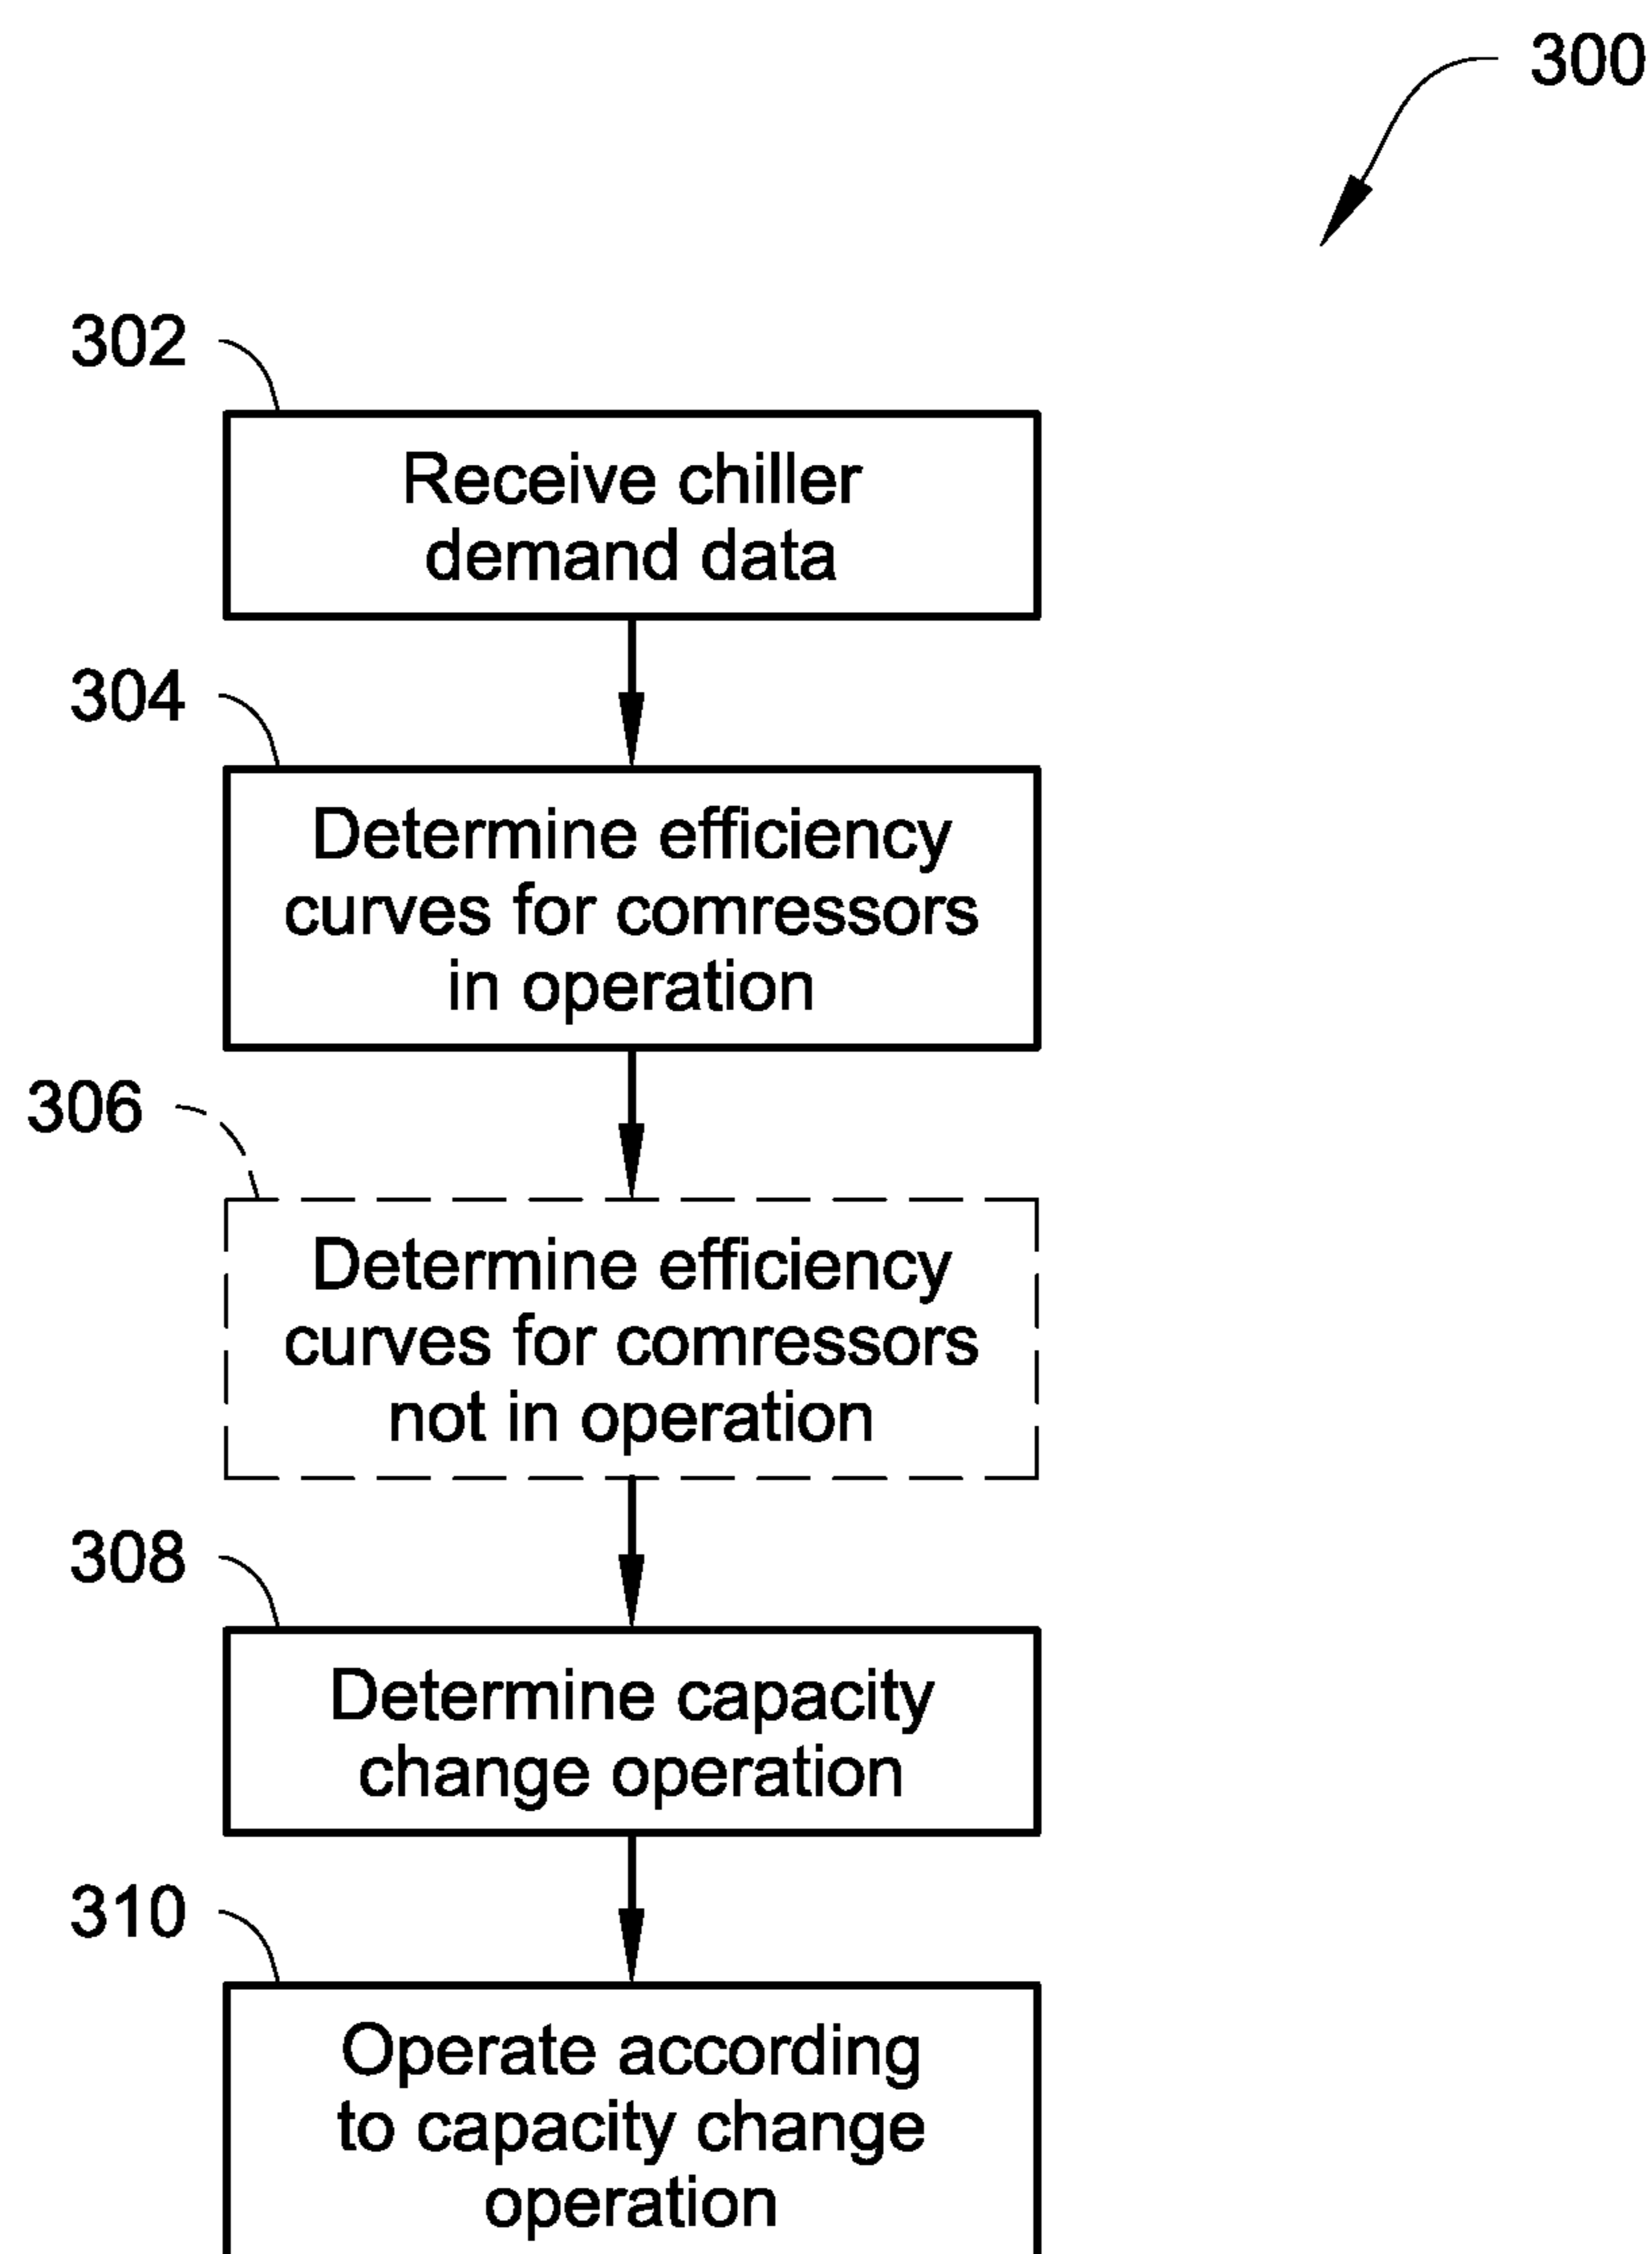 300
302
Receive chiller
demand data
304
Determine efficiency
curves for comressors
in operation
306
Determine efficiency
curves for comressors
not in operation
308
Determine capacity
change operation
310
Operate according
to capacity change
operation